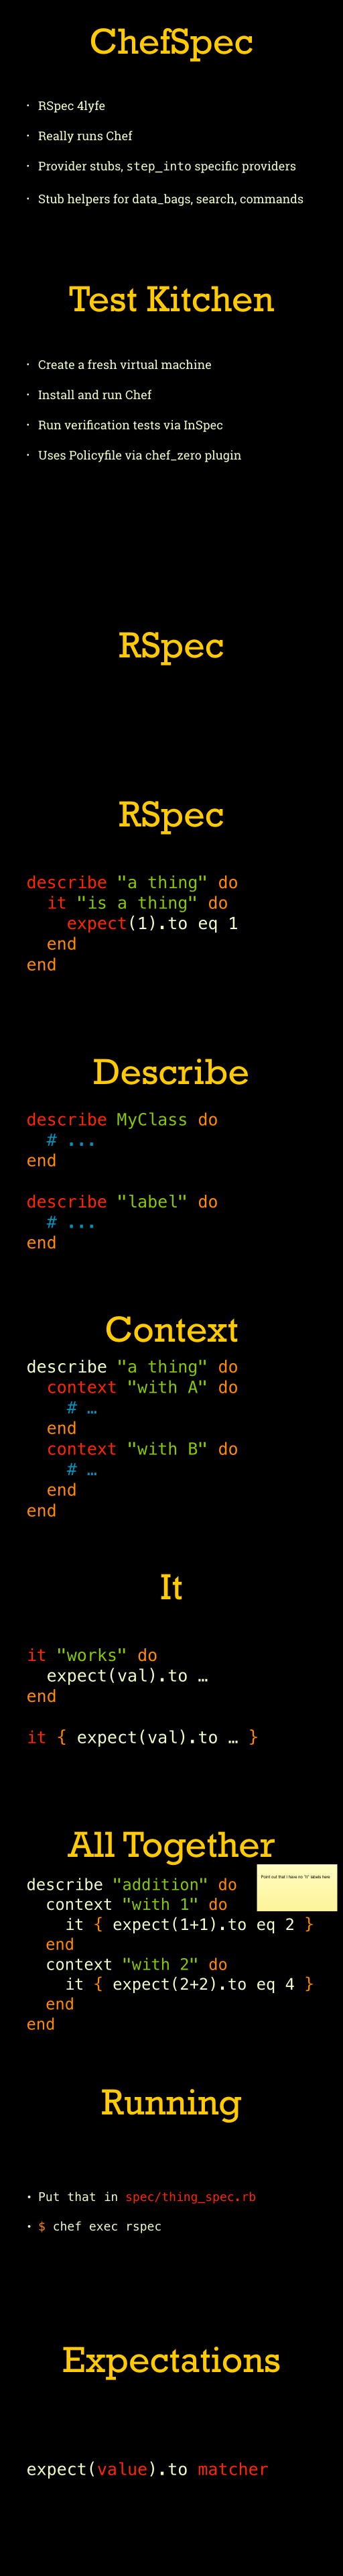 ChefSpec
• RSpec 4lyfe
• Really runs Chef
• Provider stubs, step_into specific providers
• Stub helpers for data_bags, search, commands
Test Kitchen
• Create a fresh virtual machine
• Install and run Chef
• Run verification tests via InSpec
• Uses Policyfile via chef_zero plugin
RSpec
RSpec
describe "a thing" do
  it "is a thing" do
    expect(1).to eq 1
  end
end
Describe
describe MyClass do
  # ...
end
describe "label" do
  # ...
end
Context
describe "a thing" do
  context "with A" do
    # …
  end
  context "with B" do
    # …
  end
end
It
it "works" do
  expect(val).to …
end
it { expect(val).to … }
All Together
Point out that I have no "it" labels here
describe "addition" do
  context "with 1" do
    it { expect(1+1).to eq 2 }
  end
  context "with 2" do
    it { expect(2+2).to eq 4 }
  end
end
Running
• Put that in spec/thing_spec.rb
• $ chef exec rspec
Expectations
expect(value).to matcher